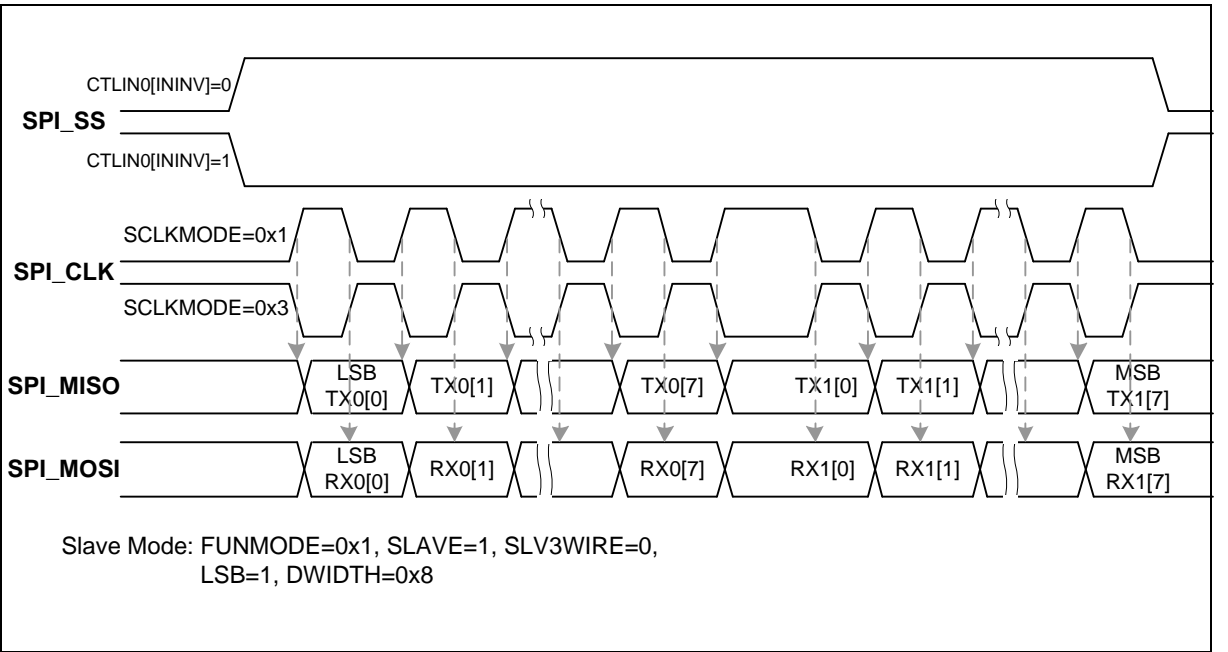 CTLIN0[ININV]=0
SPI_SS
CTLIN0[ININV]=1
SCLKMODE=0x1
SPI_CLK
SCLKMODE=0x3
SPI_MISO
LSB
TX0[0]
TX0[1]
TX0[7]
TX1[0]
TX1[1]
MSB
TX1[7]
SPI_MOSI
LSB
RX0[0]
RX0[1]
RX0[7]
RX1[0]
RX1[1]
MSB
RX1[7]
Slave Mode: FUNMODE=0x1, SLAVE=1, SLV3WIRE=0,
LSB=1, DWIDTH=0x8